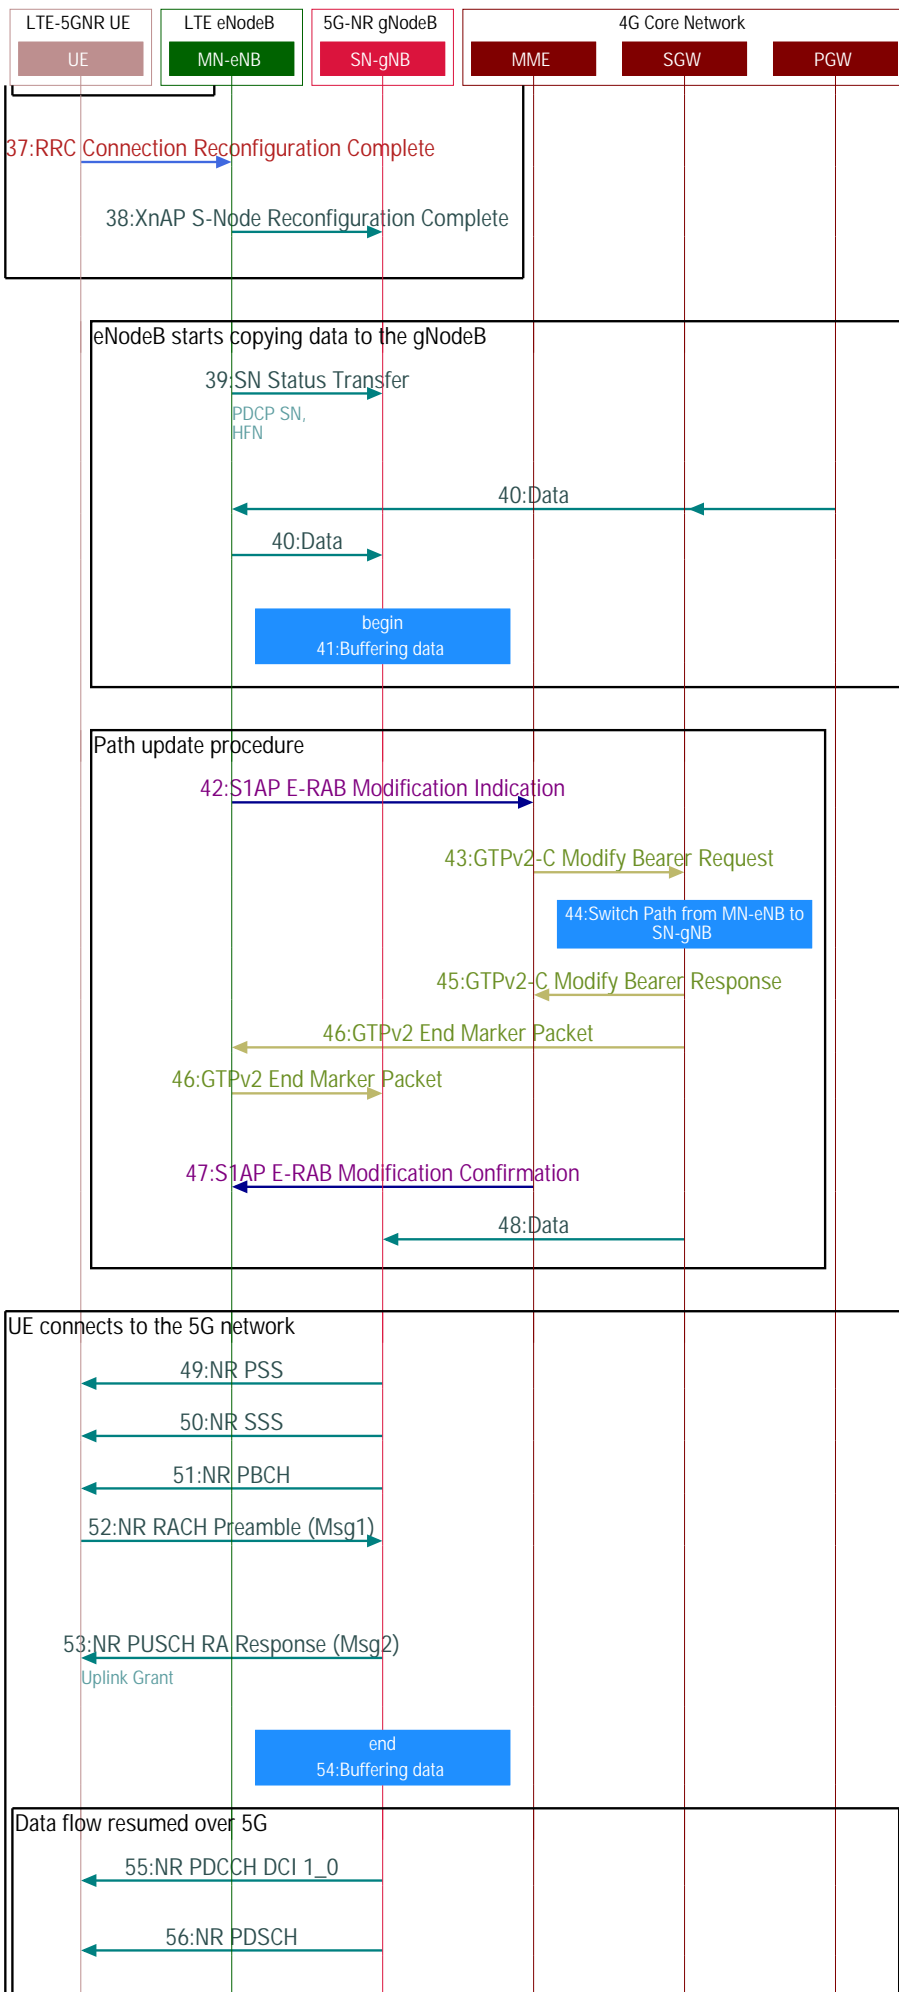 LTE-5GNR UE
LTE eNodeB
5G-NR gNodeB
4G Core Network
UE
MN-eNB
SN-gNB
MME
SGW
PGW
37:RRC Connection Reconfiguration Complete
38:XnAP S-Node Reconfiguration Complete
eNodeB starts copying data to the gNodeB
39:SN Status Transfer
PDCP SN,
HFN
40:Data
40:Data
begin
41:Buffering data
Path update procedure
42:S1AP E-RAB Modification Indication
43:GTPv2-C Modify Bearer Request
44:Switch Path from MN-eNB to
SN-gNB
45:GTPv2-C Modify Bearer Response
46:GTPv2 End Marker Packet
46:GTPv2 End Marker Packet
47:S1AP E-RAB Modification Confirmation
48:Data
UE connects to the 5G network
49:NR PSS
50:NR SSS
51:NR PBCH
52:NR RACH Preamble (Msg1)
53:NR PUSCH RA Response (Msg2)
Uplink Grant
end
54:Buffering data
Data flow resumed over 5G
55:NR PDCCH DCI 1_0
56:NR PDSCH